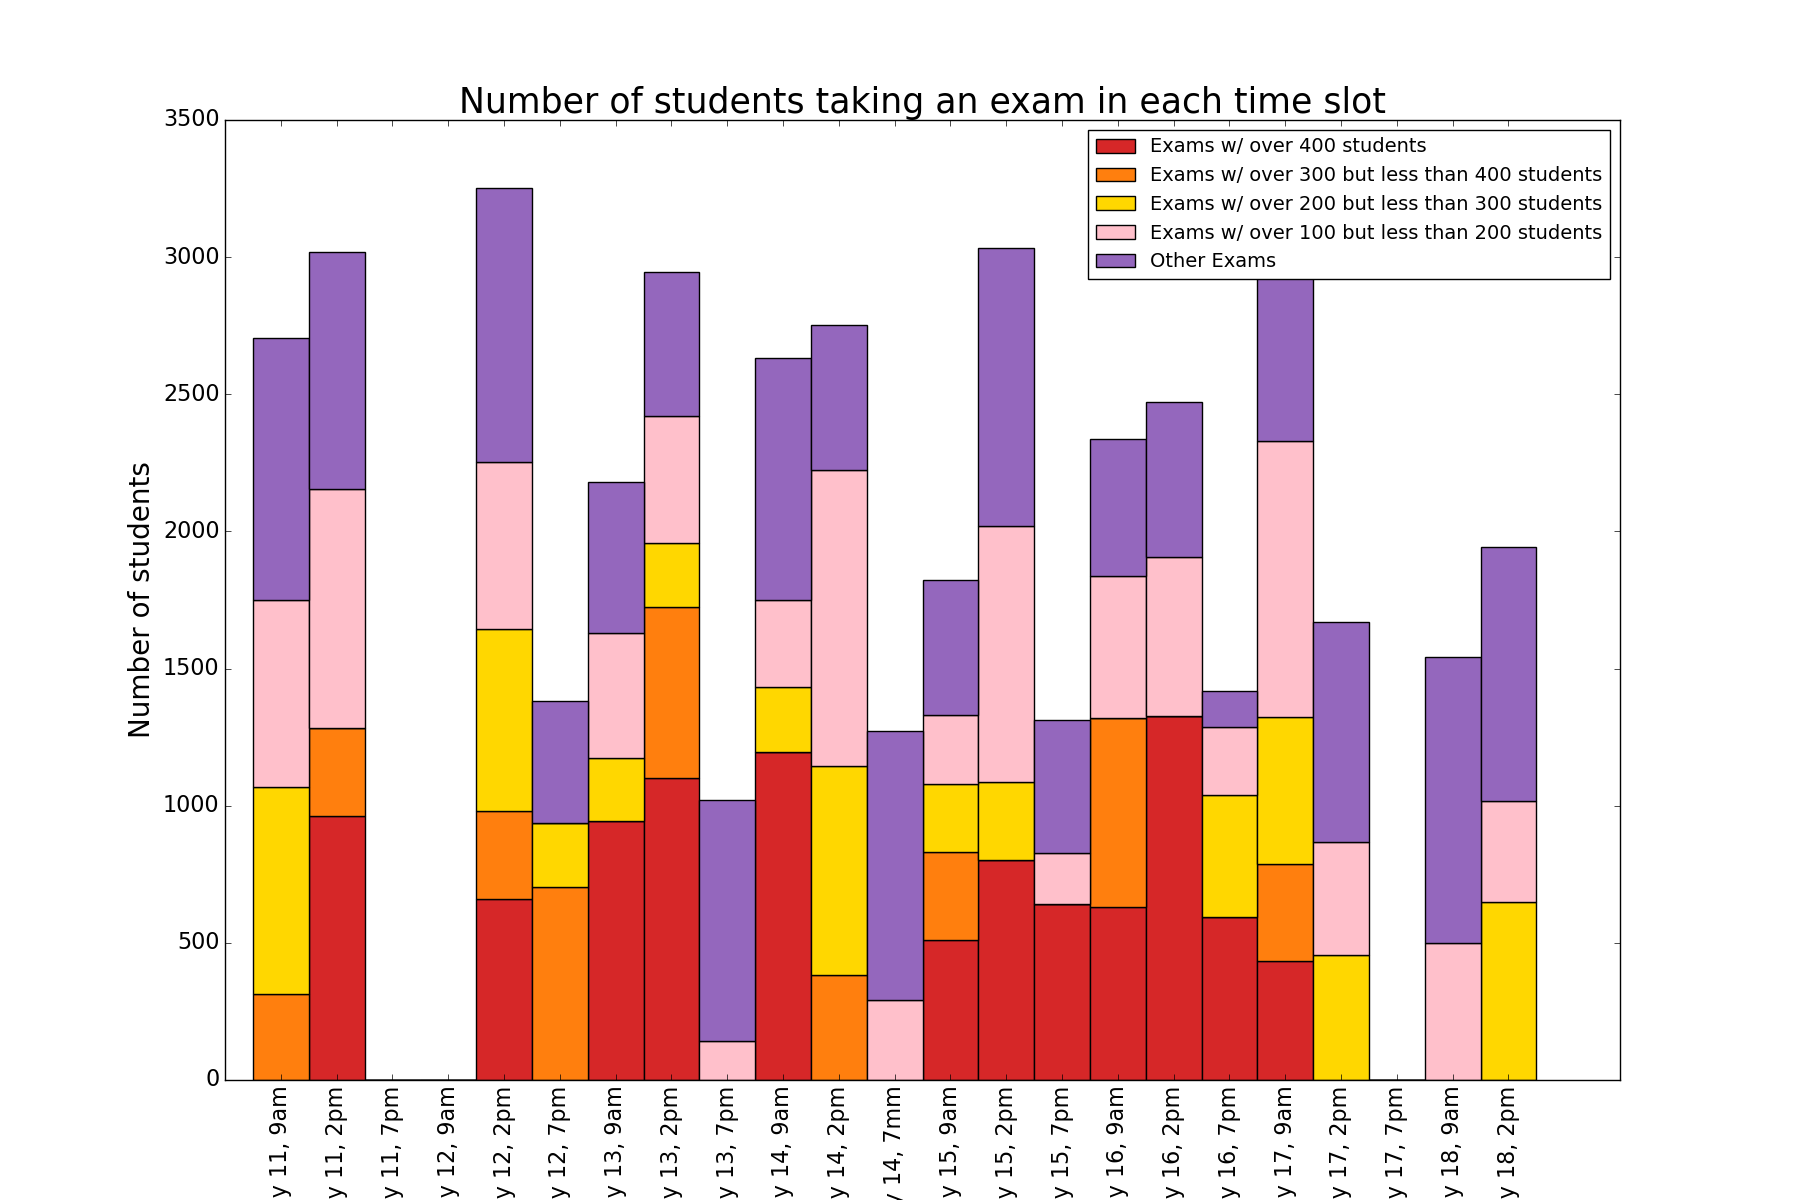 Number of students taking an exam in each time slot
Exams w/ over 400 students
Exams w/ over 300 but less than 400 students
Exams w/ over 200 but less than 300 students
Exams w/ over 100 but less than 200 students
Other Exams
Number of students
3500
3000
2500
2000
1500
1000
500
0
y 11, 9am
y 11, 2pm
y 11, 7pm
y 12, 9am
y 12, 2pm
y 12, 7pm
y 13, 9am
y 13, 2pm
y 13, 7pm
y 14, 9am
y 14, 2pm
y 14, 7mm
y 15, 9am
y 15, 2pm
y 15, 7pm
y 16, 9am
y 16, 2pm
y 16, 7pm
y 17, 9am
y 17, 2pm
y 17, 7pm
y 18, 9am
y 18, 2pm